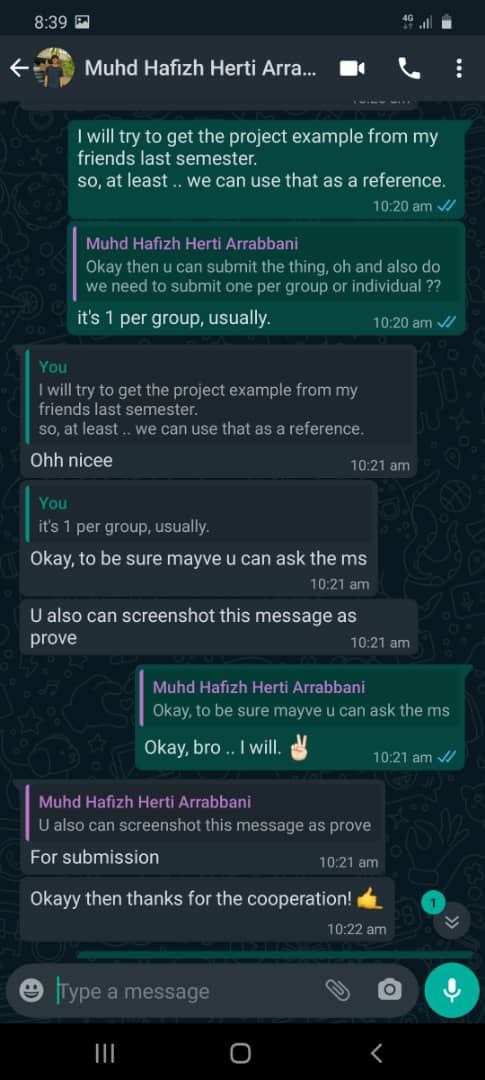 8:39
4G
Muhd Hafizh Herti Arra...
I will try to get the project example from my
friends last semester.
so, at least .. we can use that as a reference.
10:20 am
Muhd Hafizh Herti Arrabbani
Okay then u can submit the thing, oh and also do
we need to submit one per group or individual ??
it's 1 per group, usually.
10:20 am
You
I will try to get the project example from my
friends last semester.
so, at least .. we can use that as a reference.
Ohh nicee
10:21 am
You
it's 1 per group, usually.
Okay, to be sure mayve u can ask the ms
10:21 am
U also can screenshot this message as
prove
10:21 am
Muhd Hafizh Herti Arrabbani
Okay, to be sure mayve u can ask the ms
Okay, bro .. I will. ✌🏻
10:21 am
Muhd Hafizh Herti Arrabbani
U also can screenshot this message as prove
For submission
10:21 am
Okayy then thanks for the cooperation! 🤙
10:22 am
1
Type a message